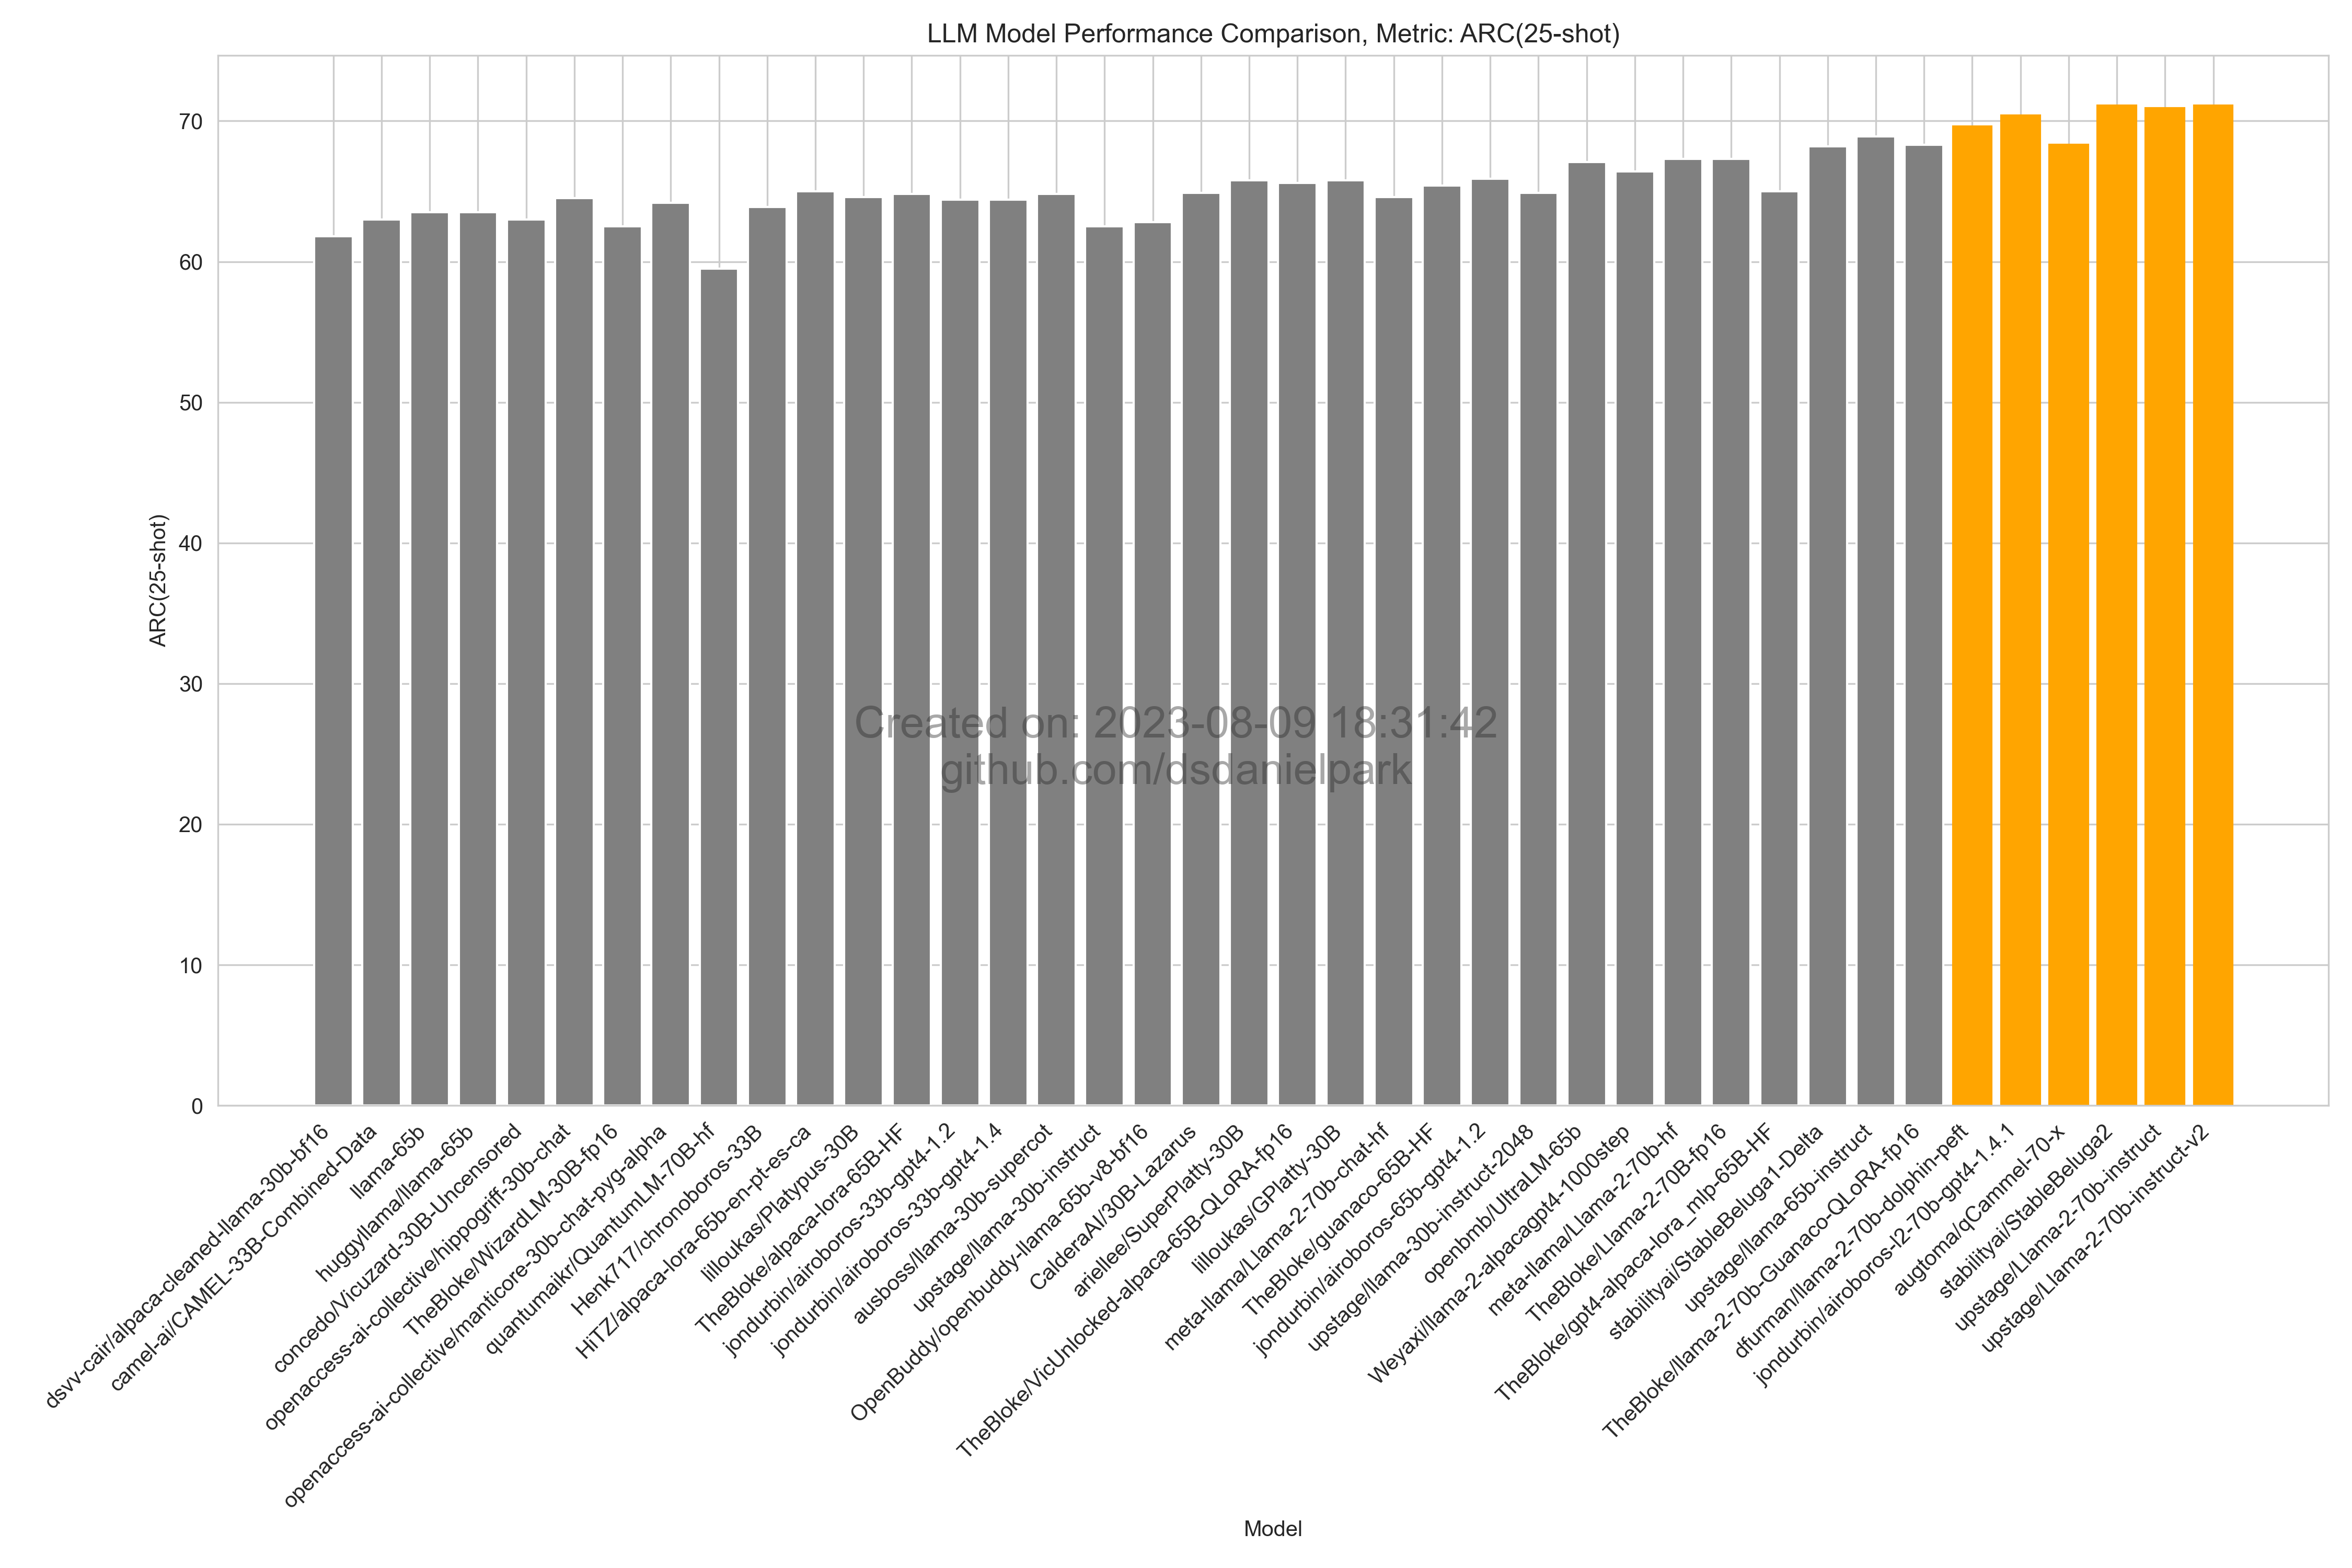 LLM Model Performance Comparison, Metric: ARC(25-shot)
70
60
50
40
30
20
10
0
ARC(25-shot)
Created on: 2023-08-09 18:31:42
github.com/dsdanielpark
dsvv-cair/alpaca-cleaned-llama-30b-bf16
camel-ai/CAMEL-33B-Combined-Data
llama-65b
huggyllama/llama-65b
concedo/Vicuzard-30B-Uncensored
openaccess-ai-collective/hippogriff-30b-chat
TheBloke/WizardLM-30B-fp16
openaccess-ai-collective/manticore-30b-chat-pyg-alpha
quantumaikr/QuantumLM-70B-hf
Henk717/chronoboros-33B
HiTZ/alpaca-lora-65b-en-pt-es-ca
lilloukas/Platypus-30B
TheBloke/alpaca-lora-65B-HF
jondurbin/airoboros-33b-gpt4-1.2
jondurbin/airoboros-33b-gpt4-1.4
ausboss/llama-30b-supercot
upstage/llama-30b-instruct
OpenBuddy/openbuddy-llama-65b-v8-bf16
CalderaAI/30B-Lazarus
ariellee/SuperPlatty-30B
TheBloke/VicUnlocked-alpaca-65B-QLoRA-fp16
lilloukas/GPlatty-30B
meta-llama/Llama-2-70b-chat-hf
TheBloke/guanaco-65B-HF
jondurbin/airoboros-65b-gpt4-1.2
upstage/llama-30b-instruct-2048
openbmb/UltraLM-65b
Weyaxi/llama-2-alpacagpt4-1000step
meta-llama/Llama-2-70b-hf
TheBloke/Llama-2-70B-fp16
TheBloke/gpt4-alpaca-lora_mlp-65B-HF
stabilityai/StableBeluga1-Delta
upstage/llama-65b-instruct
TheBloke/llama-2-70b-Guanaco-QLoRA-fp16
dfurman/llama-2-70b-dolphin-peft
jondurbin/airoboros-l2-70b-gpt4-1.4.1
augtoma/qCammel-70-x
stabilityai/StableBeluga2
upstage/Llama-2-70b-instruct
upstage/Llama-2-70b-instruct-v2
Model